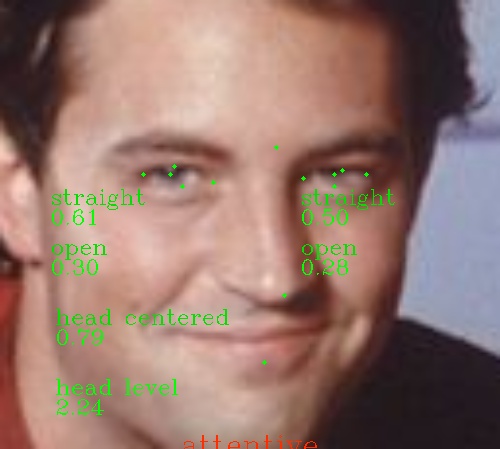 straight straight
0.61 0.50
open open
0.30 0.28
head centered
0.79
head level
2.24
attentive